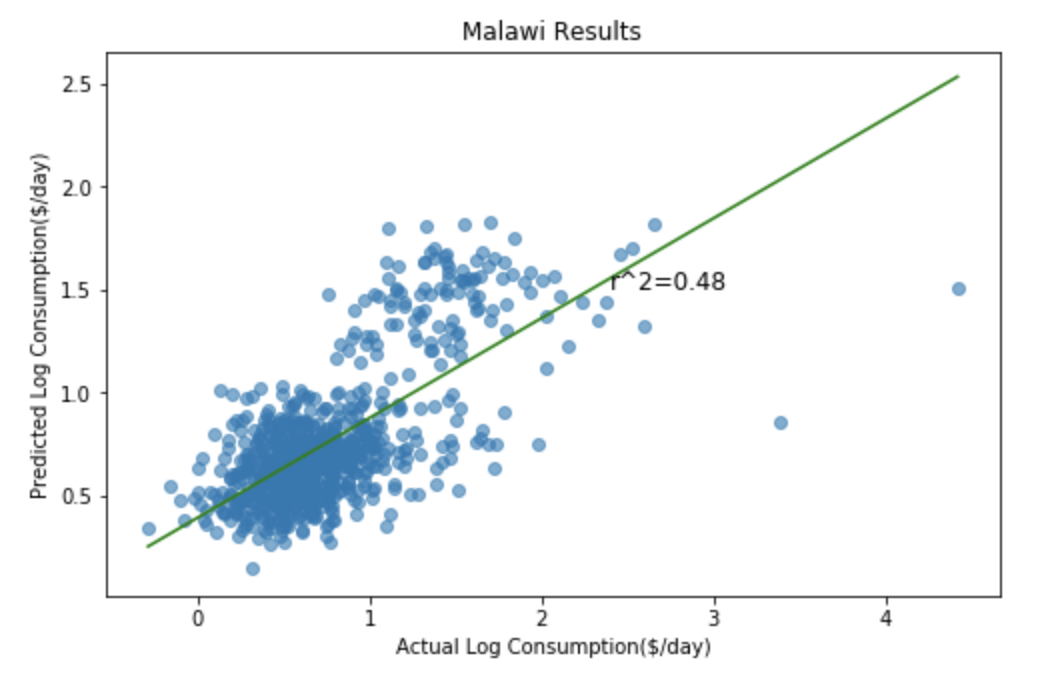 Malawi Results
Predicted Log Consumption($/day)
2.5
2.0
1.5
1.0
0.5
r^2=0.48
0 1 2 3 4
Actual Log Consumption($/day)